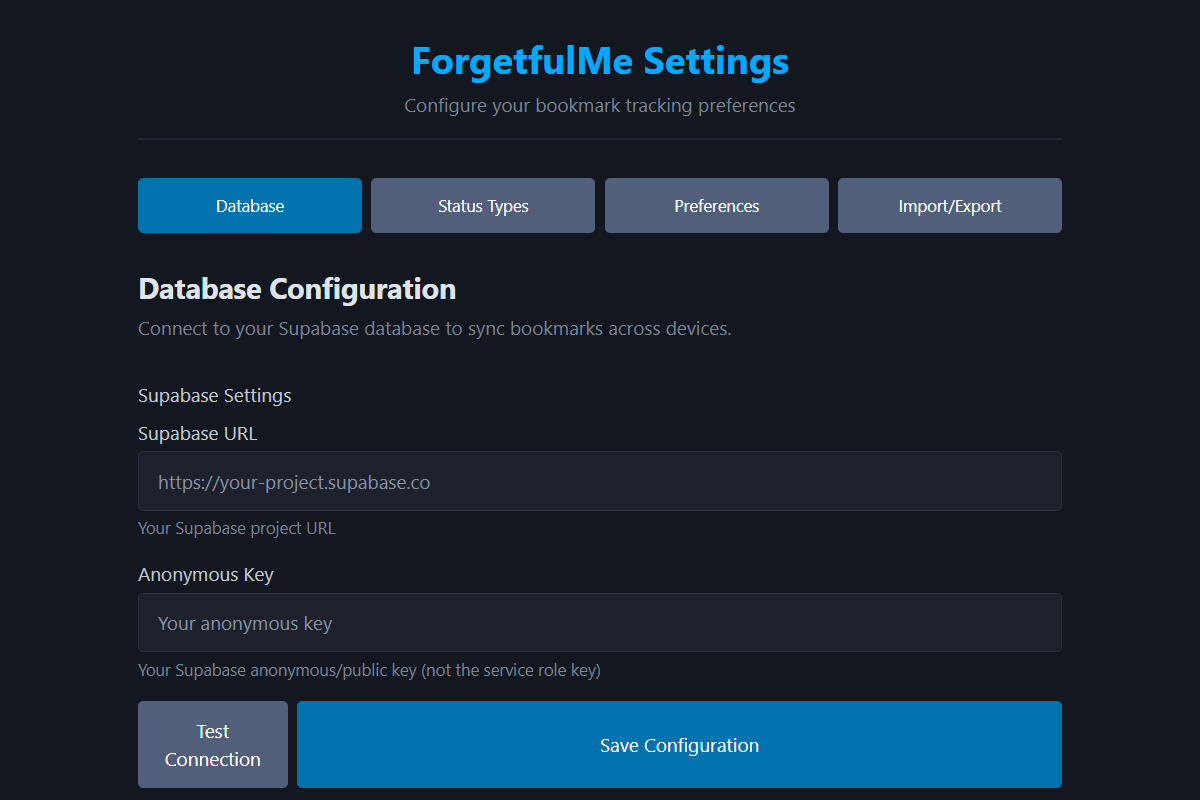 ForgetfulMe Settings
Configure your bookmark tracking preferences
Database
Status Types
Preferences
Import/Export
Database Configuration
Connect to your Supabase database to sync bookmarks across devices.
Supabase Settings
Supabase URL
https://your-project.supabase.co
Your Supabase project URL
Anonymous Key
Your anonymous key
Your Supabase anonymous/public key (not the service role key)
Test
Connection
Save Configuration